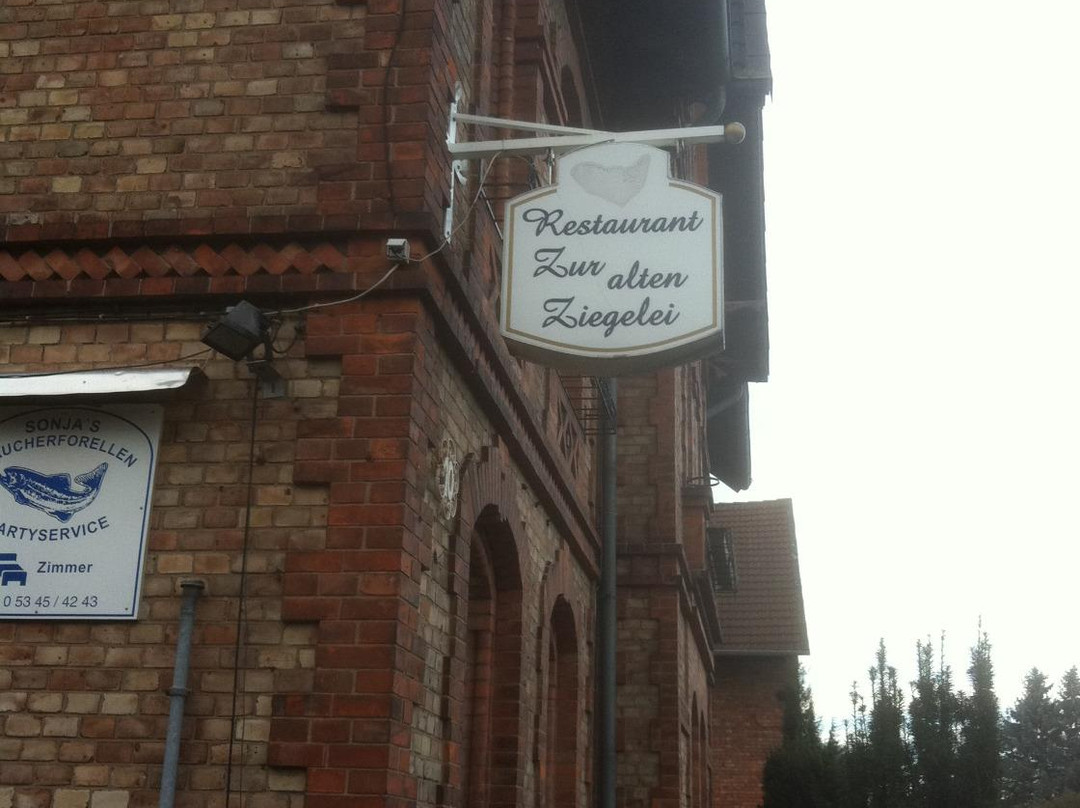 Restaurant
Zur alten
Ziegelei
SONJA'S
UCHERFORELLEN
ARTYSERVICE
Zimmer
0 53 45 / 42 43